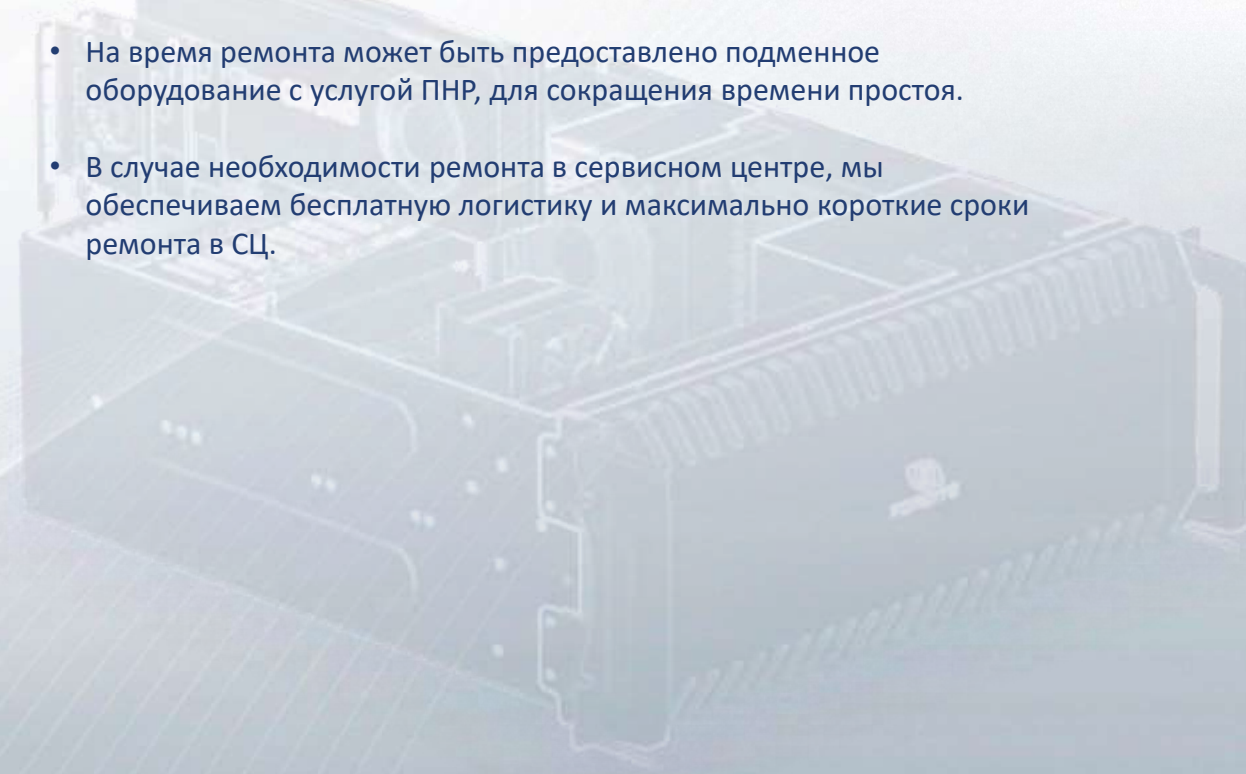 • На время ремонта может быть предоставлено подменное
оборудование с услугой ПНР, для сокращения времени простоя.
• В случае необходимости ремонта в сервисном центре, мы
обеспечиваем бесплатную логистику и максимально короткие сроки
ремонта в СЦ.